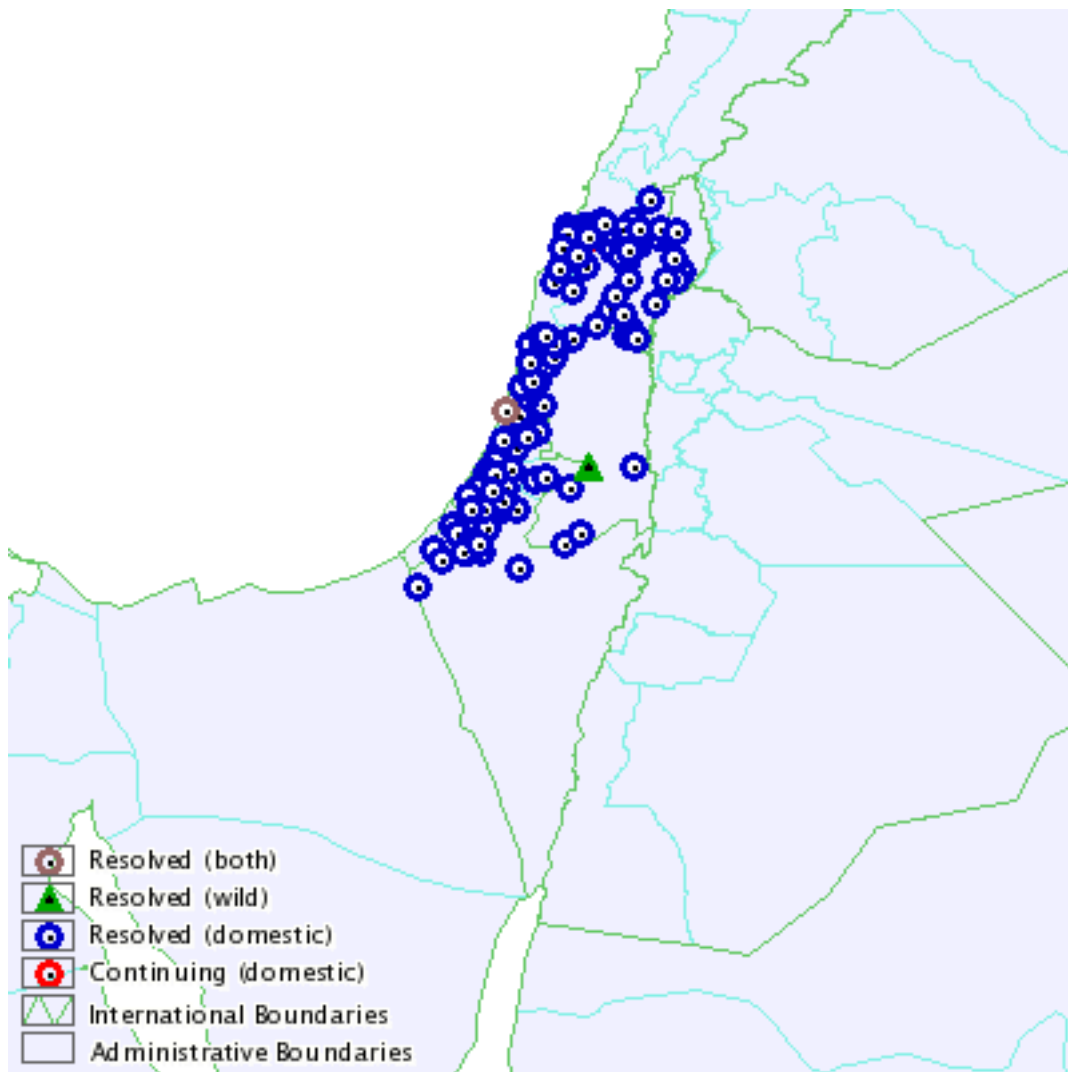 Resolved (both)
Resolved (wild)
Resolved (domestic)
Continuing (domestic)
International Boundaries
Administrative Boundaries